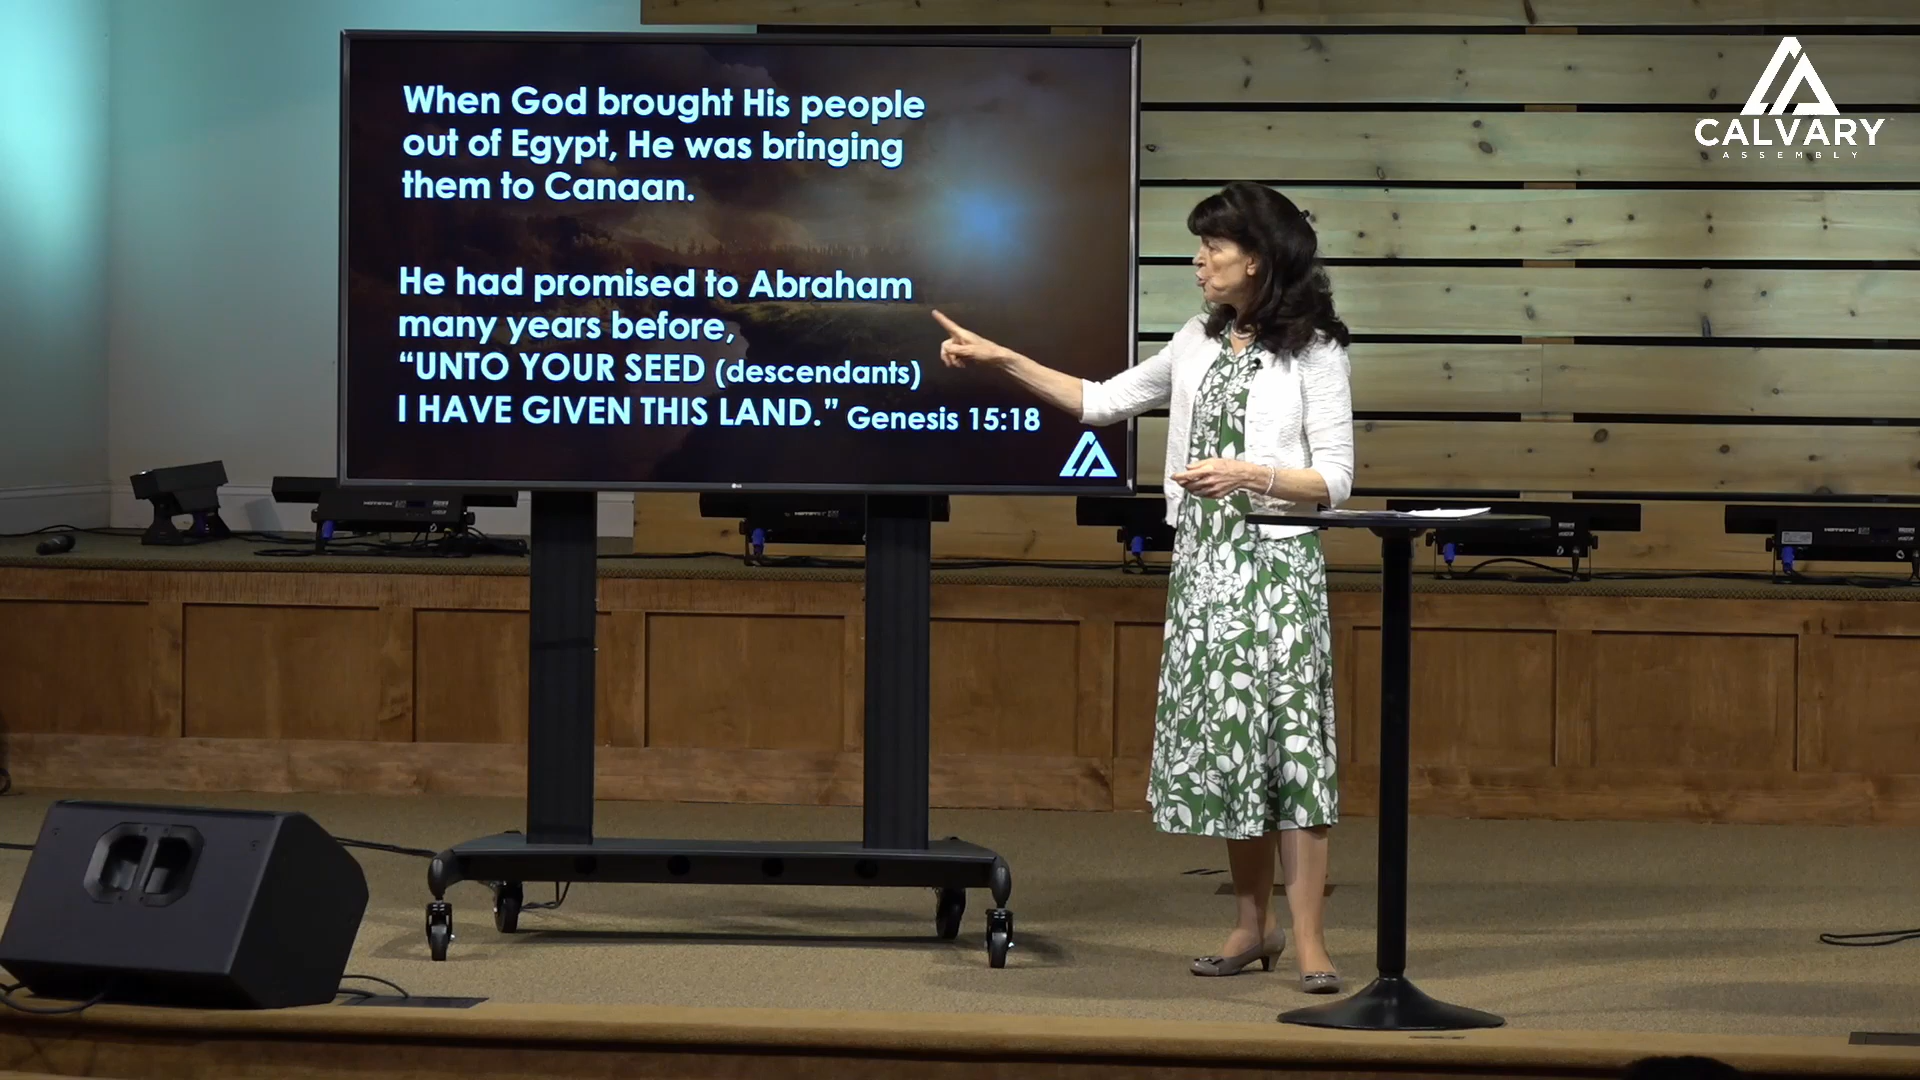 When God brought His people
out of Egypt, He was bringing
them to Canaan.
He had promised to Abraham
many years before,
“UNTO YOUR SEED (descendants)
I HAVE GIVEN THIS LAND.” Genesis 15:18
LG
CALVARY
ASSEMBLY